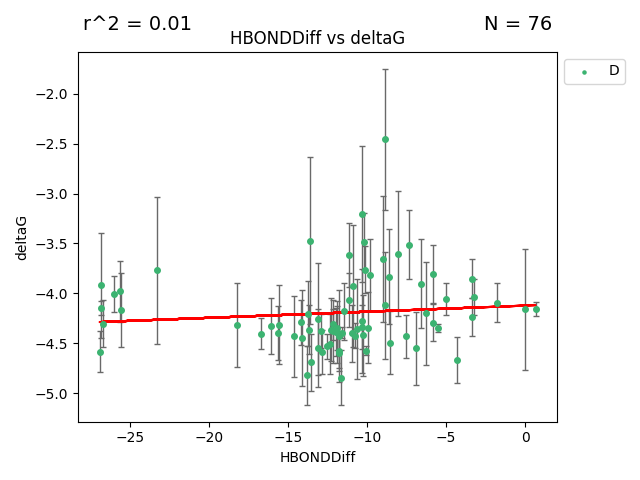 r^2 = 0.01
N = 76
HBONDDiff vs deltaG
D
−2.0
−2.5
−3.0
−3.5
−4.0
−4.5
−5.0
deltaG
−25
−20
−15
−10
−5
0
HBONDDiff